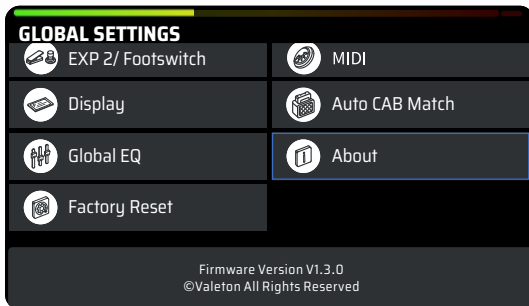 GLOBAL SETTINGS
EXP 2/ Footswitch
MIDI
Display
Auto CAB Match
Global EQ
About
Factory Reset
Firmware Version V1.3.0
©Valeton All Rights Reserved